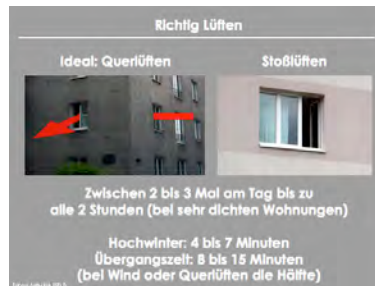 Richtig Lüften
Ideal: Querlüften
Stoßlüften
Zwischen 2 bis 3 Mal am Tag bis zu
alle 2 Stunden (bei sehr dichten Wohnungen)
Hochwinter: 4 bis 7 Minuten
Übergangszeit: 8 bis 15 Minuten
(bei Wind oder Querlüften die Hälfte)